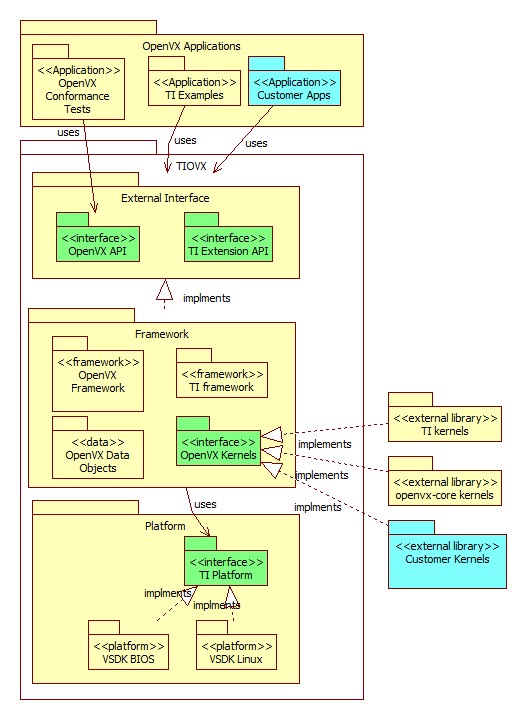 OpenVX Applications
<<Application>>
OpenVX
Conformance
Tests
<<Application>>
TI Examples
<<Application>>
Customer Apps
uses
uses
uses
TIOVX
External Interface
<<interface>>
OpenVX API
<<interface>>
TI Extension API
implments
Framework
<<framework>>
OpenVX
Framework
<<framework>>
TI framework
<<data>>
OpenVX Data
Objects
<<interface>>
OpenVX Kernels
<<external library>>
TI kernels
implements
<<external library>>
openvx-core kernels
implments
<<external library>>
Customer Kernels
implments
uses
Platform
<<interface>>
TI Platform
implments
implments
<<platform>>
VSDK BIOS
<<platform>>
VSDK Linux